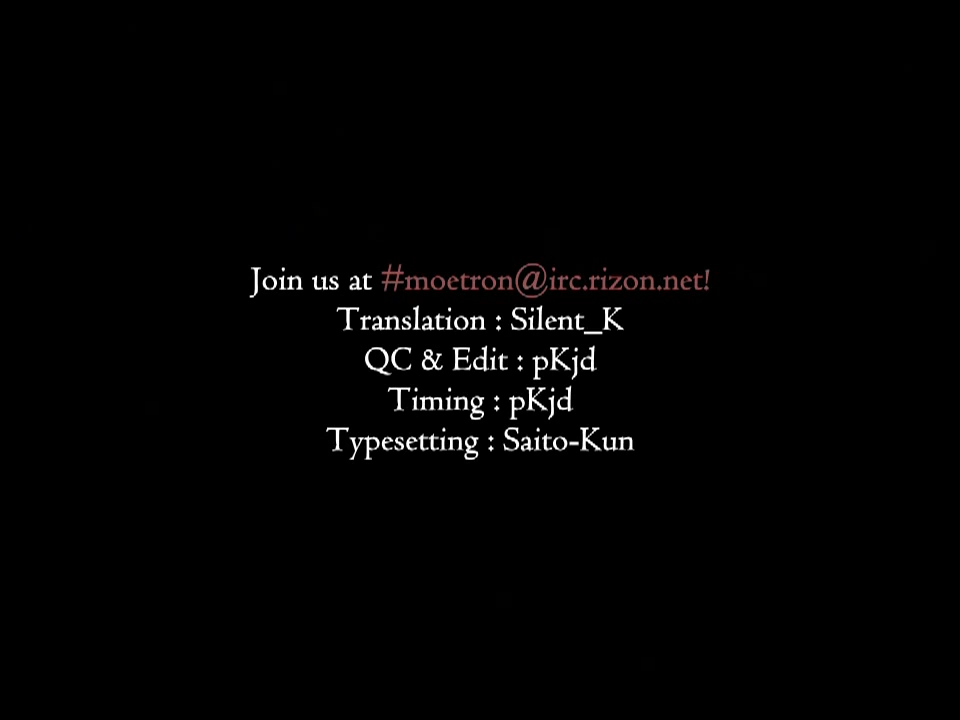 Join us at #moetron@irc.rizon.net!
Translation : Silent_K
QC & Edit : pKjd
Timing : pKjd
Typesetting : Saito-Kun